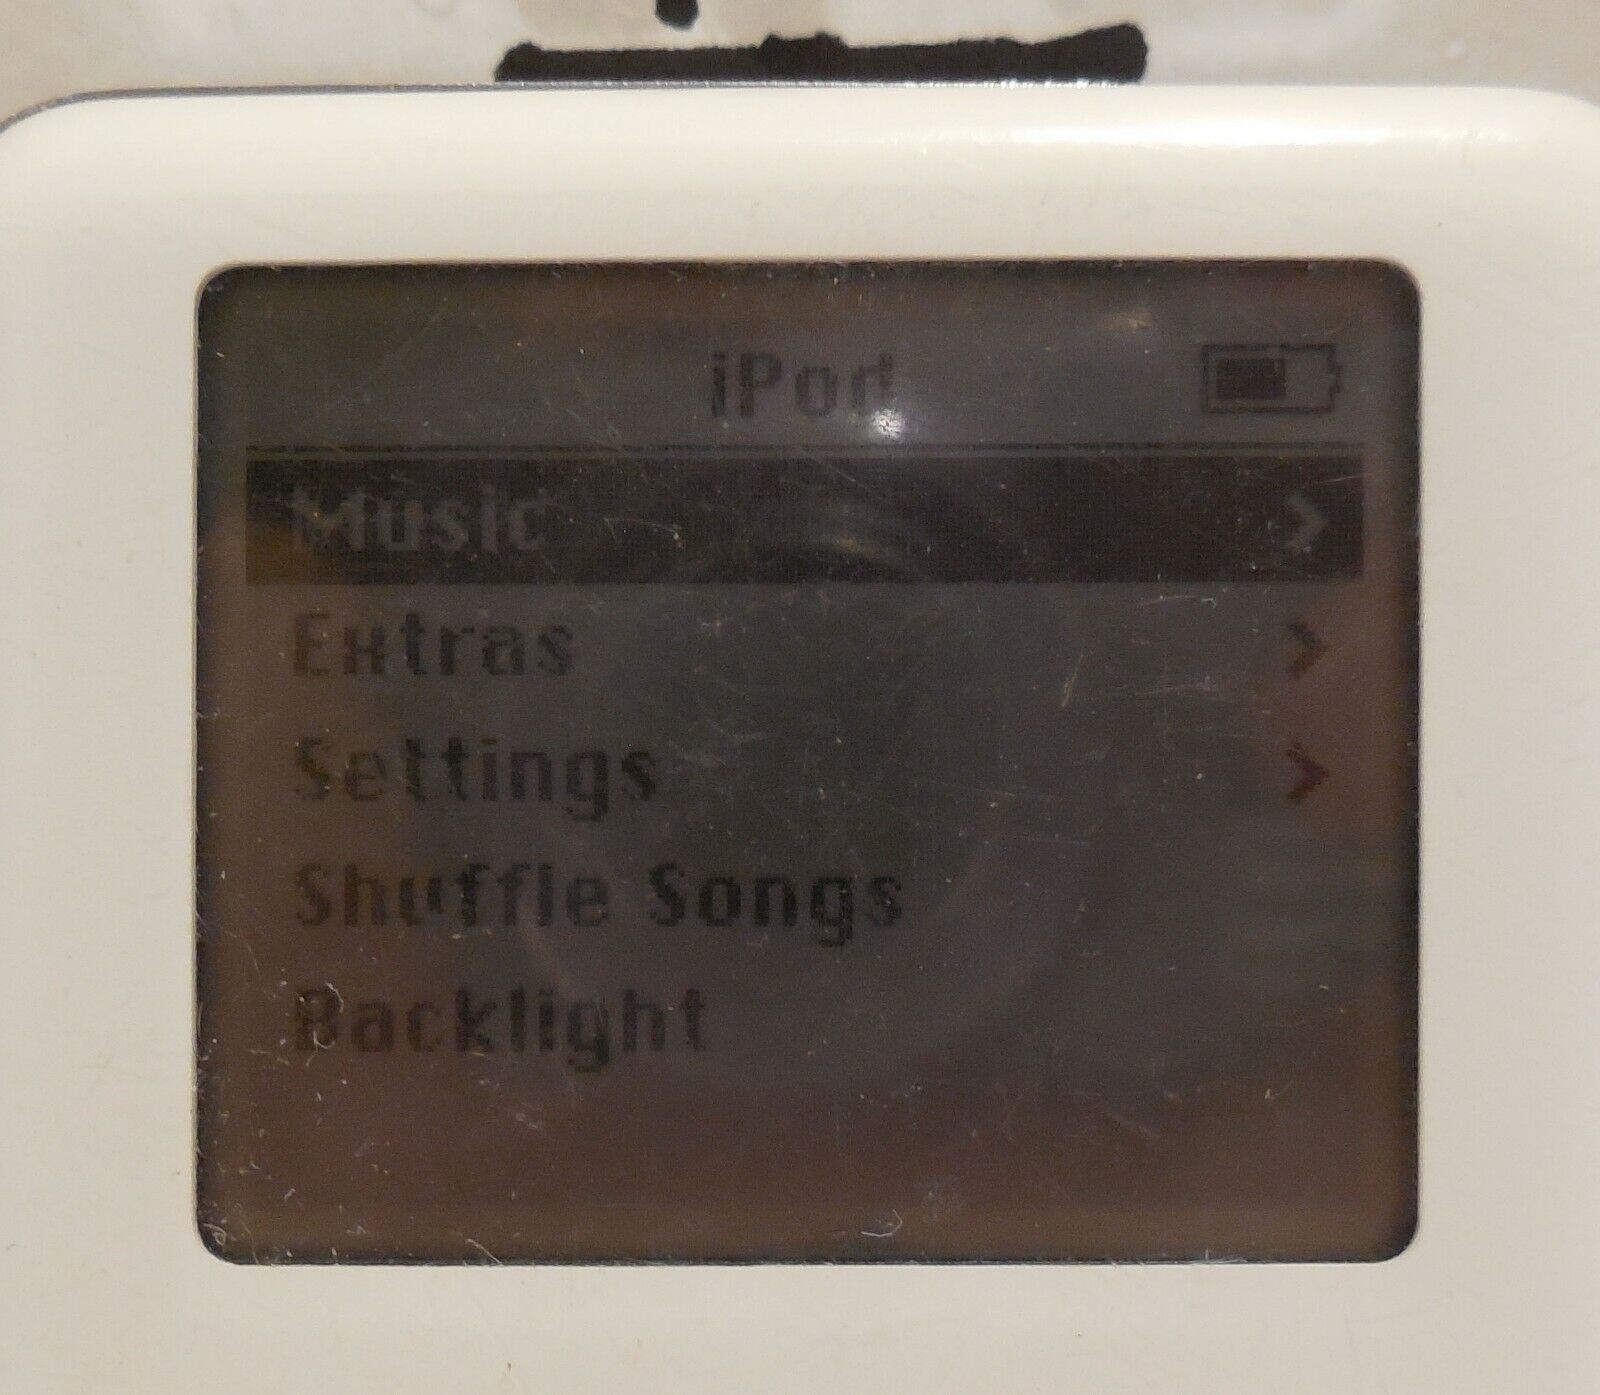 iPod
Music
Extras
Settings
Shuffle Songs
Backlight